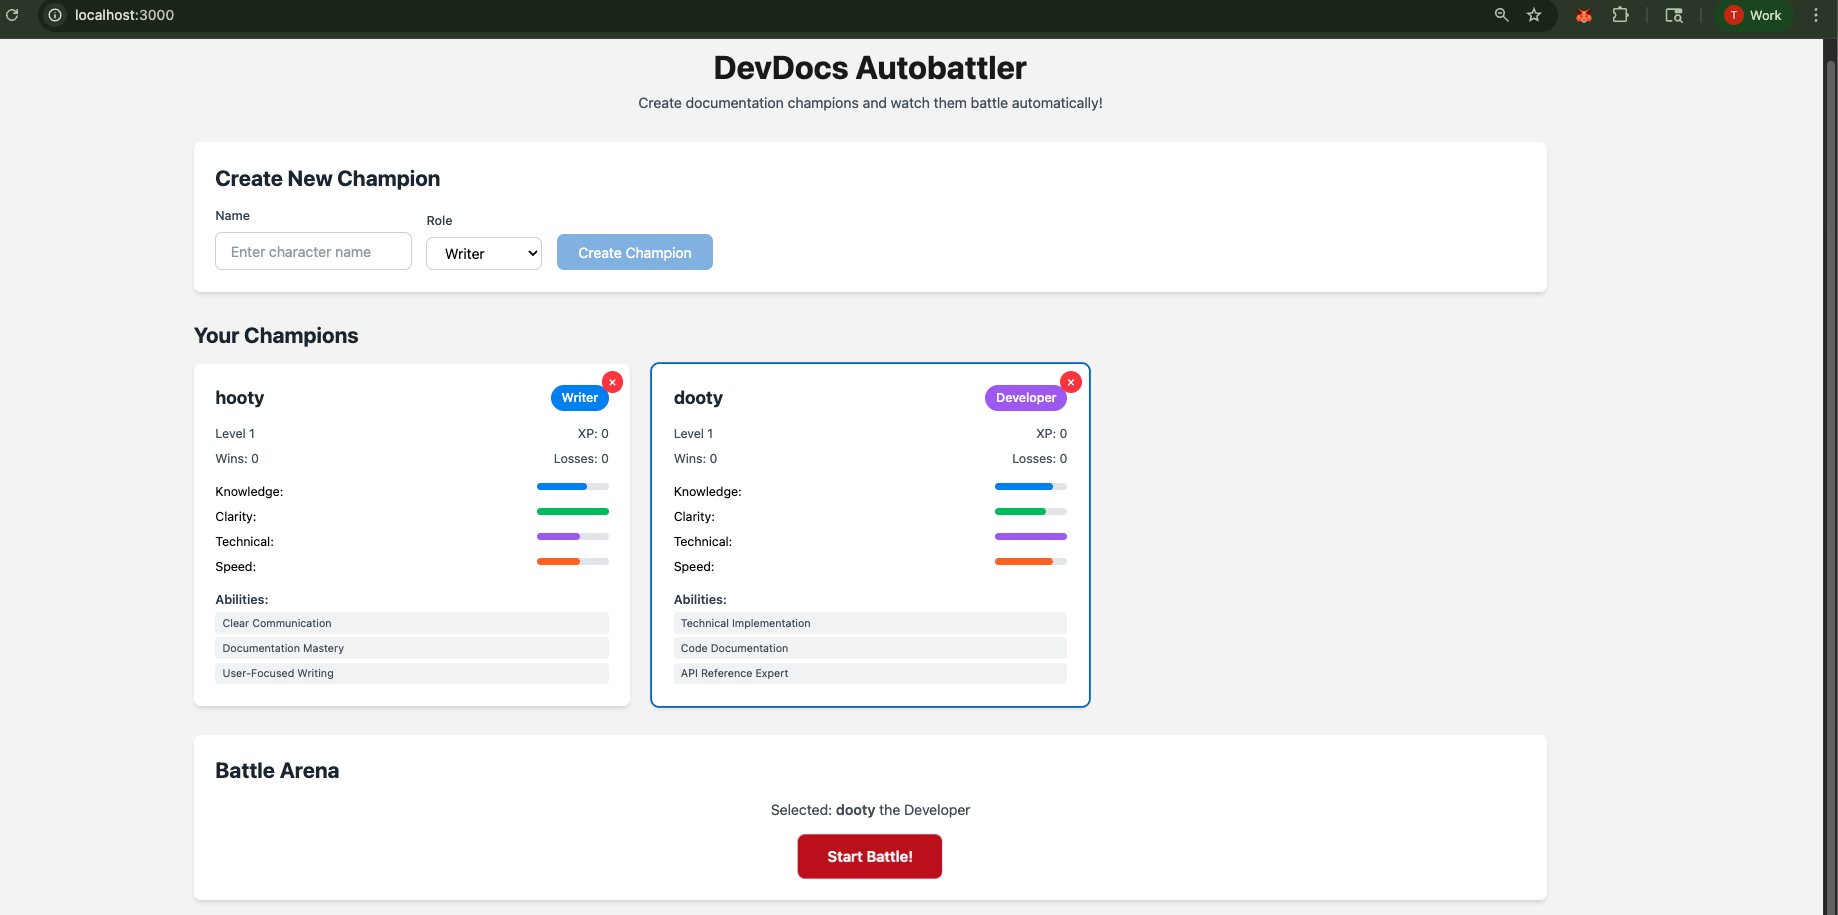 localhost:3000
T Work
DevDocs Autobattler
Create documentation champions and watch them battle automatically!
Create New Champion
Name
Role
Enter character name
Writer
Create Champion
Your Champions
hooty
Writer
×
Level 1
XP: 0
Wins: 0
Losses: 0
Knowledge:
Clarity:
Technical:
Speed:
Abilities:
Clear Communication
Documentation Mastery
User-Focused Writing
dooty
Developer
×
Level 1
XP: 0
Wins: 0
Losses: 0
Knowledge:
Clarity:
Technical:
Speed:
Abilities:
Technical Implementation
Code Documentation
API Reference Expert
Battle Arena
Selected: dooty the Developer
Start Battle!